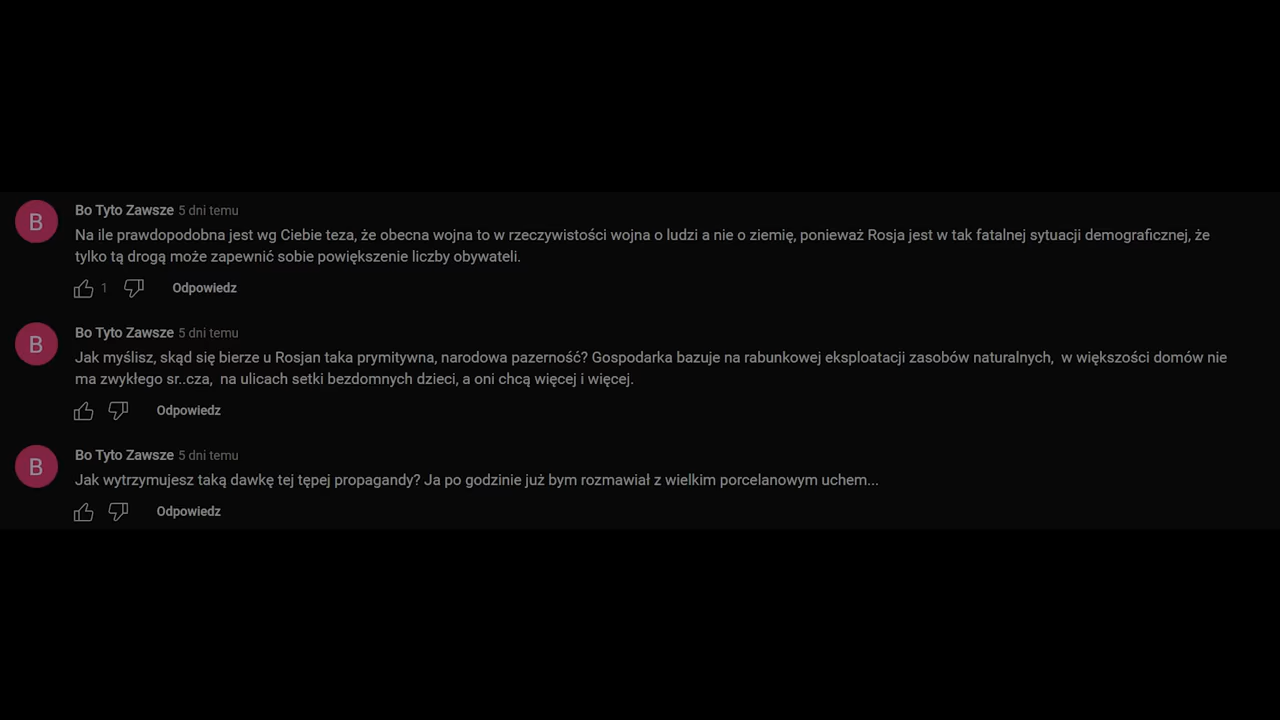 B
Bo Tyto Zawsze 5 dni temu
Na ile prawdopodobna jest wg Ciebie teza, że obecna wojna to w rzeczywistości wojna o ludzi a nie o ziemię, ponieważ Rosja jest w tak fatalnej sytuacji demograficznej, że
tylko tą drogą może zapewnić sobie powiększenie liczby obywateli.
1 Odpowiedz
B
Bo Tyto Zawsze 5 dni temu
Jak myślisz, skąd się bierze u Rosjan taka prymitywna, narodowa pazerność? Gospodarka bazuje na rabunkowej eksploatacji zasobów naturalnych,  w większości domów nie
ma zwykłego sr..cza,  na ulicach setki bezdomnych dzieci, a oni chcą więcej i więcej.
Odpowiedz
B
Bo Tyto Zawsze 5 dni temu
Jak wytrzymujesz taką dawkę tej tępej propagandy? Ja po godzinie już bym rozmawiał z wielkim porcelanowym uchem...
Odpowiedz